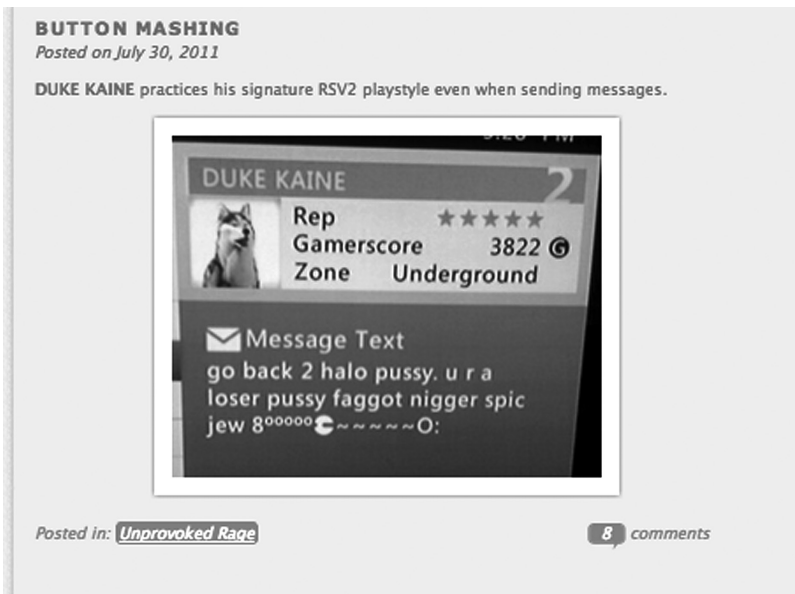 BUTTON MASHING
Posted on July 30, 2011
DUKE KAINE practices his signature RSV2 playstyle even when sending messages.
DUKE KAINE 2
Rep
Gamerscore 3822 G
Zone Underground
Message Text
go back 2 halo pussy. u r a
loser pussy faggot nigger spic
jew 8ººººº ~~~~~O:
Posted in: Unprovoked Rage
8 comments